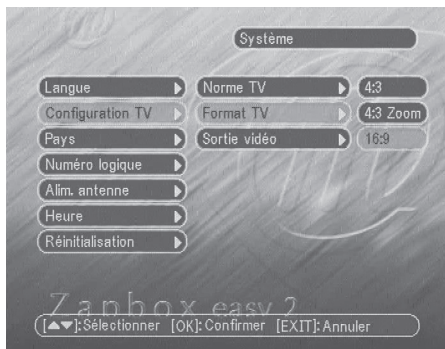 Système
Langue
Norme TV
4:3
Configuration TV
Format TV
4:3 Zoom
Pays
Sortie vidéo
16:9
Numéro logique
Alim. antenne
Heure
Réinitialisation
Zapbox easy 2
[▲▼]:Sélectionner [OK]:Confirmer [EXIT]:Annuler